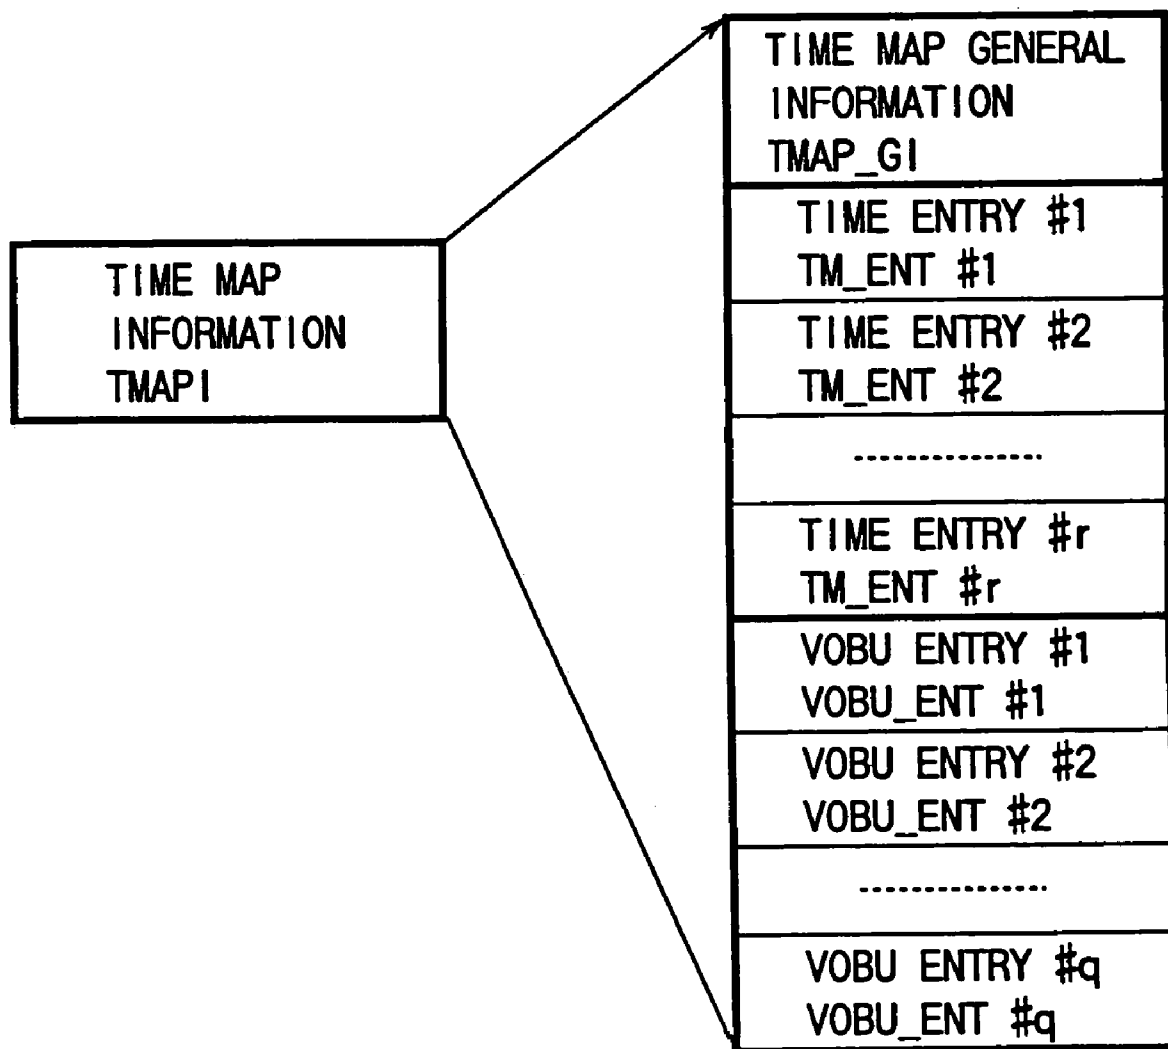 TIME MAP
INFORMATION
TMAPI
TIME MAP GENERAL
INFORMATION
TMAP_GI
TIME ENTRY #1
TM_ENT #1
TIME ENTRY #2
TM_ENT #2
---------------
TIME ENTRY #r
TM_ENT #r
VOBU ENTRY #1
VOBU_ENT #1
VOBU ENTRY #2
VOBU_ENT #2
---------------
VOBU ENTRY #q
VOBU_ENT #q